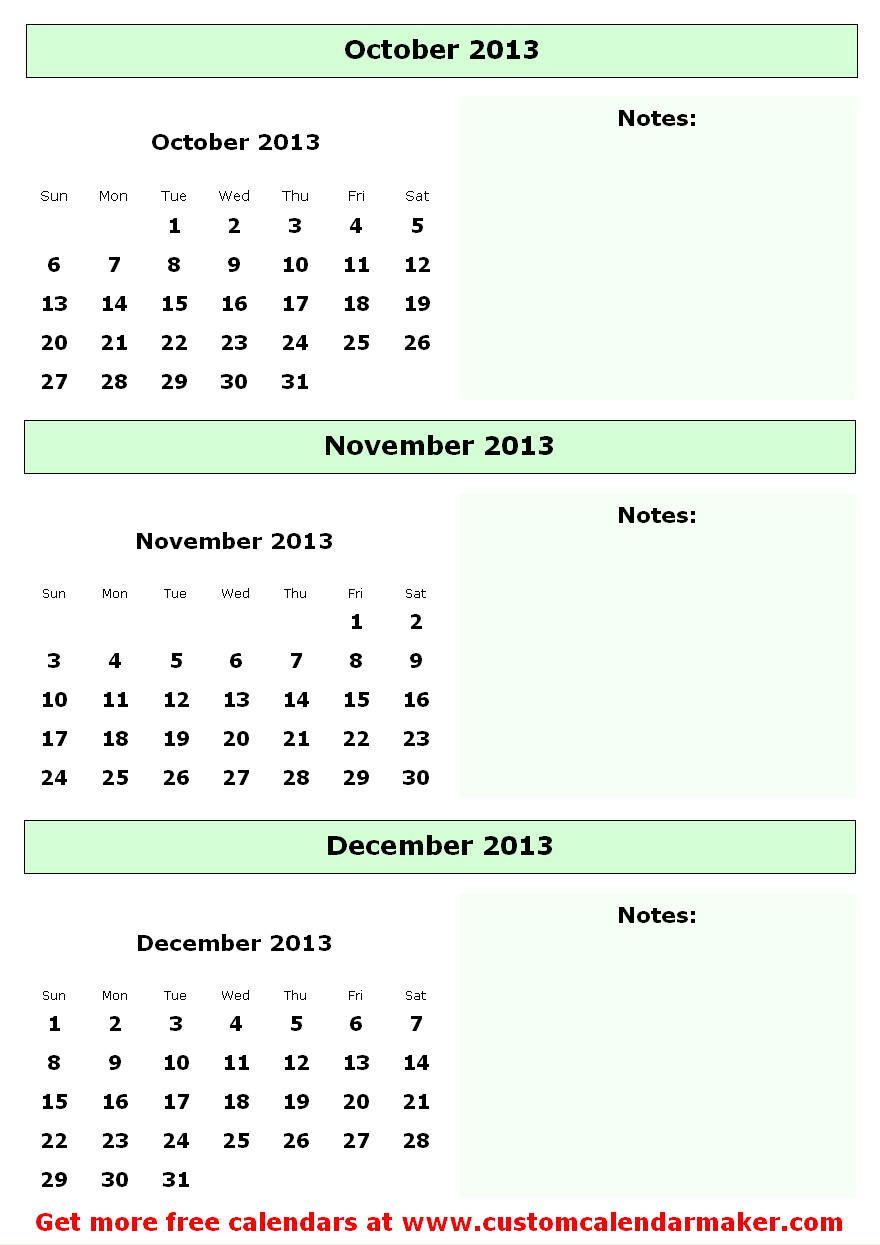 October 2013
October 2013
Sun Mon Tue Wed Thu Fri Sat
1 2 3 4 5
6 7 8 9 10 11 12
13 14 15 16 17 18 19
20 21 22 23 24 25 26
27 28 29 30 31
Notes:
November 2013
November 2013
Sun Mon Tue Wed Thu Fri Sat
1 2
3 4 5 6 7 8 9
10 11 12 13 14 15 16
17 18 19 20 21 22 23
24 25 26 27 28 29 30
Notes:
December 2013
December 2013
Sun Mon Tue Wed Thu Fri Sat
1 2 3 4 5 6 7
8 9 10 11 12 13 14
15 16 17 18 19 20 21
22 23 24 25 26 27 28
29 30 31
Notes:
Get more free calendars at www.customcalendarmaker.com